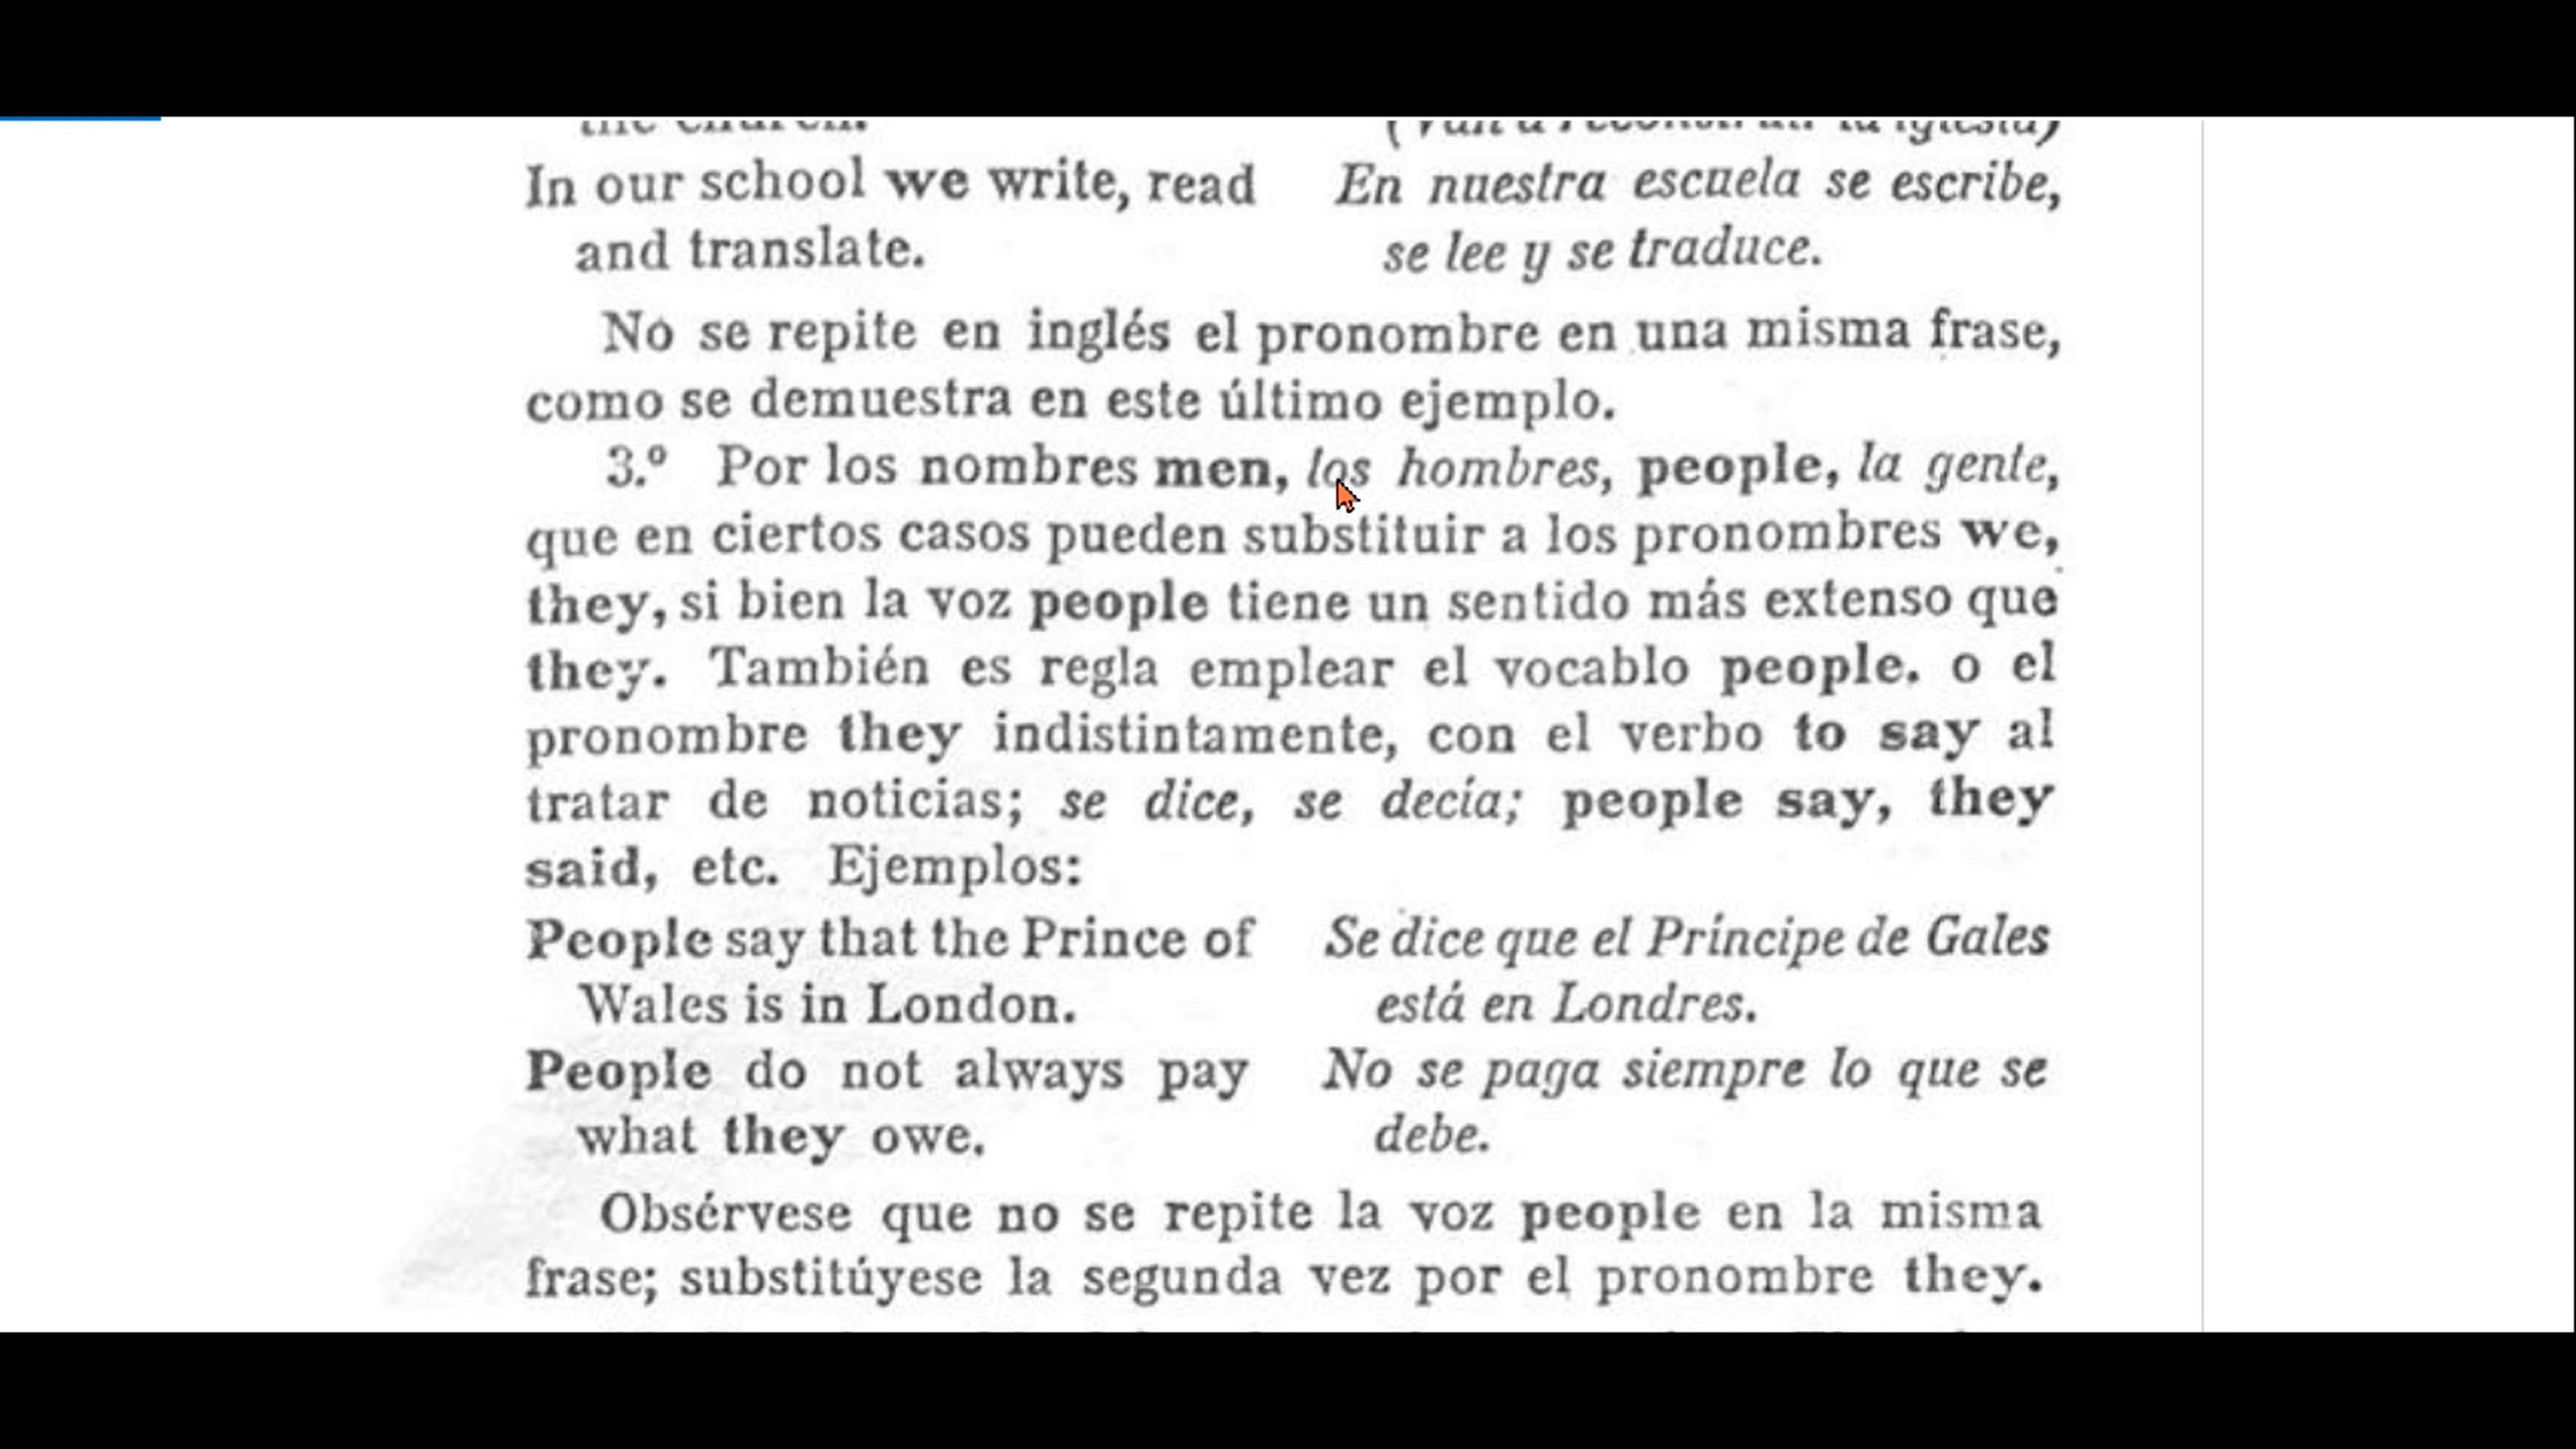 the church.
(Van a reconstruir la iglesia)
In our school we write, read
and translate.
En nuestra escuela se escribe,
se lee y se traduce.
No se repite en inglés el pronombre en una misma frase,
como se demuestra en este último ejemplo.
3.º Por los nombres men, los hombres, people, la gente,
que en ciertos casos pueden substituir a los pronombres we,
they, si bien la voz people tiene un sentido más extenso que
they. También es regla emplear el vocablo people. o el
pronombre they indistintamente, con el verbo to say al
tratar de noticias; se dice, se decía; people say, they
said, etc. Ejemplos:
People say that the Prince of
Wales is in London.
Se dice que el Príncipe de Gales
está en Londres.
People do not always pay
what they owe.
No se paga siempre lo que se
debe.
Obsérvese que no se repite la voz people en la misma
frase; substitúyese la segunda vez por el pronombre they.